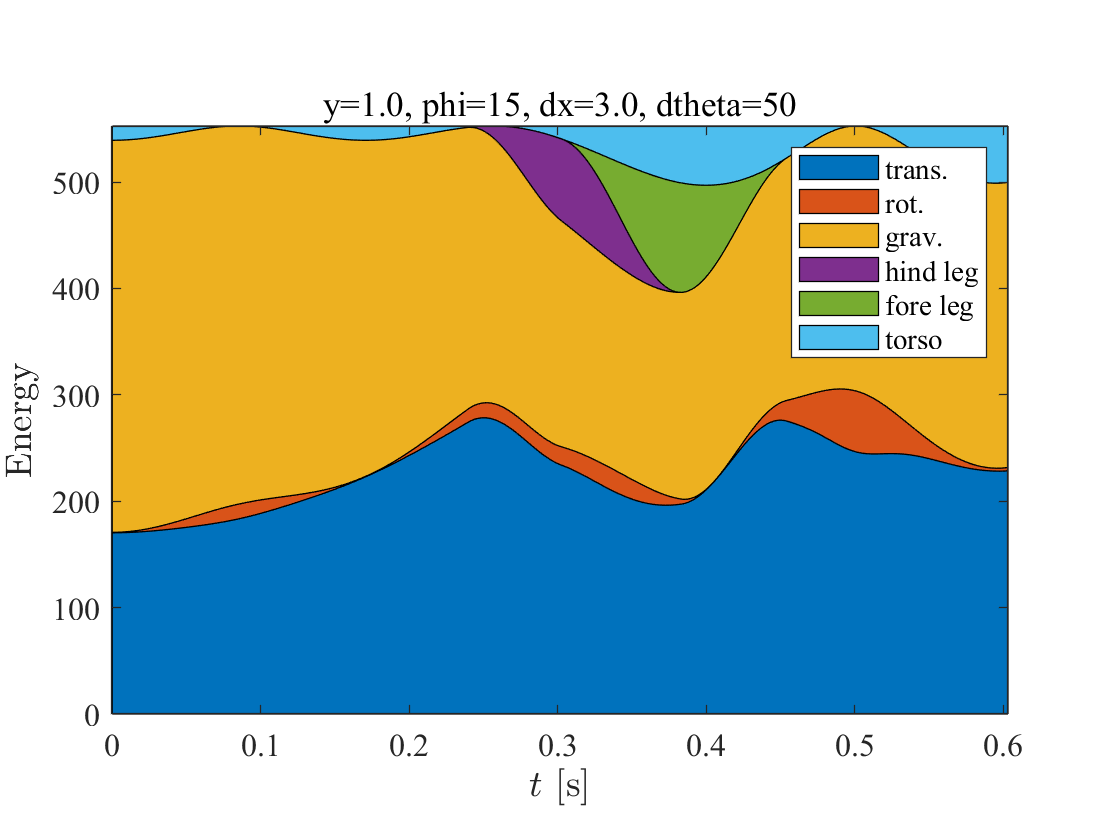 y=1.0, phi=15, dx=3.0, dtheta=50
500
400
300
200
100
0
Energy
trans.
rot.
grav.
hind leg
fore leg
torso
0 0.1 0.2 0.3 0.4 0.5 0.6
t [s]